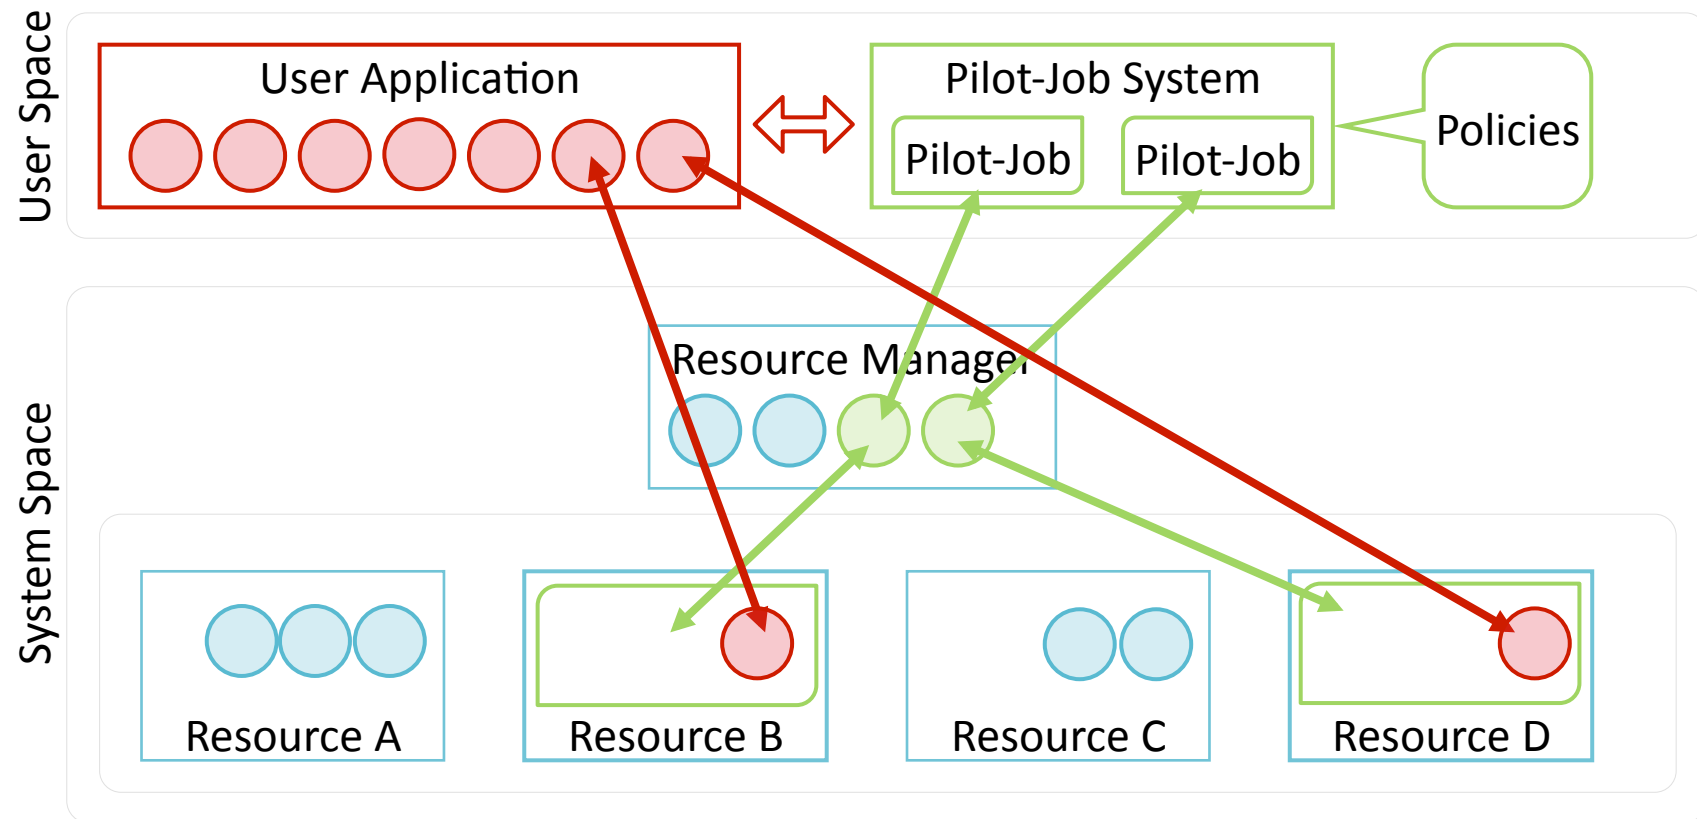 User Space
User Application
Pilot-Job System
Pilot-Job
Pilot-Job
Policies
System Space
Resource Manager
Resource A
Resource B
Resource C
Resource D